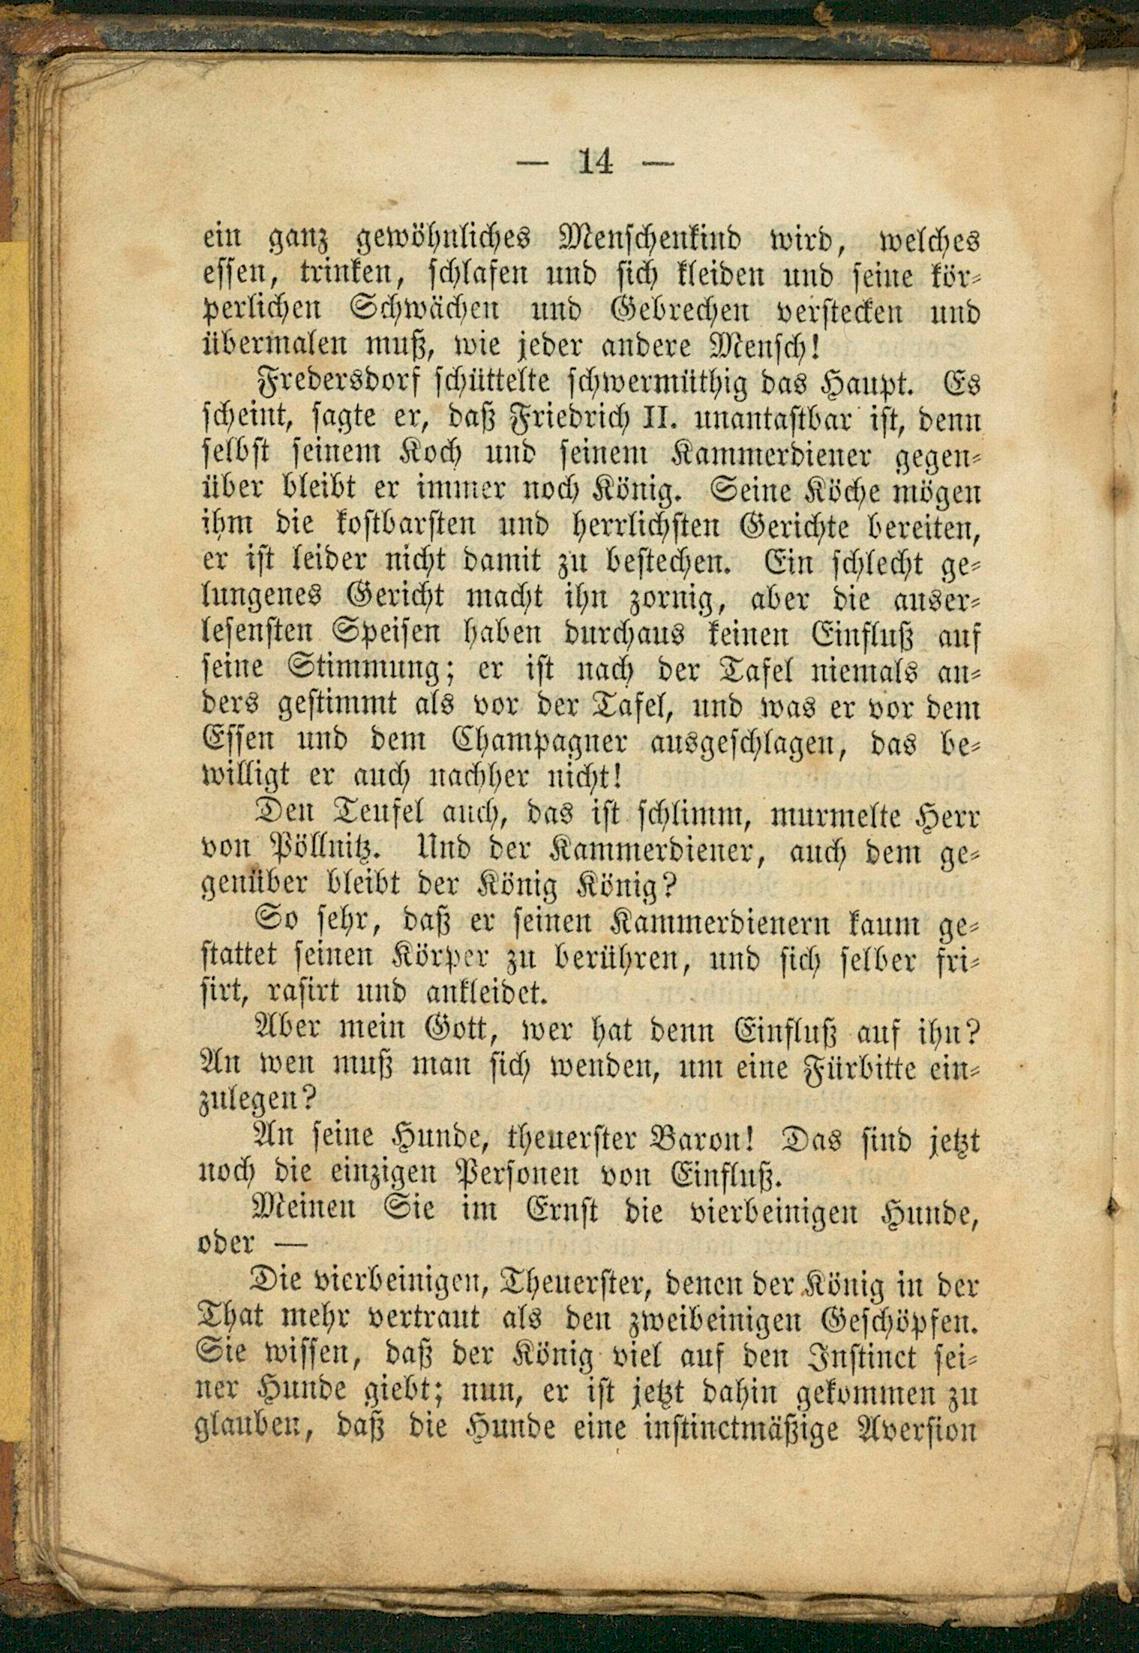 — 14 —
ein ganz gewöhnliches Menschenkind wird, welches
essen, trinken, schlafen und sich kleiden und seine kör-
perlichen Schwächen und Gebrechen verstecken und
übermalen muß, wie jeder andere Mensch!
Fredersdorf schüttelte schwermüthig das Haupt. Es
scheint, sagte er, daß Friedrich II. unantastbar ist, denn
selbst seinem Koch und seinem Kammerdiener gegen-
über bleibt er immer noch König. Seine Köche mögen
ihm die kostbarsten und herrlichsten Gerichte bereiten,
er ist leider nicht damit zu bestechen. Ein schlecht ge-
lungenes Gericht macht ihn zornig, aber die auser-
lesensten Speisen haben durchaus keinen Einfluß auf
seine Stimmung; er ist nach der Tafel niemals an-
ders gestimmt als vor der Tafel, und was er vor dem
Essen und dem Champagner ausgeschlagen, das be-
willigt er auch nachher nicht!
Den Teufel auch, das ist schlimm, murmelte Herr
von Pöllnitz. Und der Kammerdiener, auch dem ge-
genüber bleibt der König König?
So sehr, daß er seinen Kammerdienern kaum ge-
stattet seinen Körper zu berühren, und sich selber fri-
sirt, rasirt und ankleidet.
Aber mein Gott, wer hat denn Einfluß auf ihn?
An wen muß man sich wenden, um eine Fürbitte ein-
zulegen?
An seine Hunde, theuerster Baron! Das sind jetzt
noch die einzigen Personen von Einfluß.
Meinen Sie im Ernst die vierbeinigen Hunde,
oder —
Die vierbeinigen, Theuerster, denen der König in der
That mehr vertraut als den zweibeinigen Geschöpfen.
Sie wissen, daß der König viel auf den Instinct sei-
ner Hunde giebt; nun, er ist jetzt dahin gekommen zu
glauben, daß die Hunde eine instinctmäßige Aversion